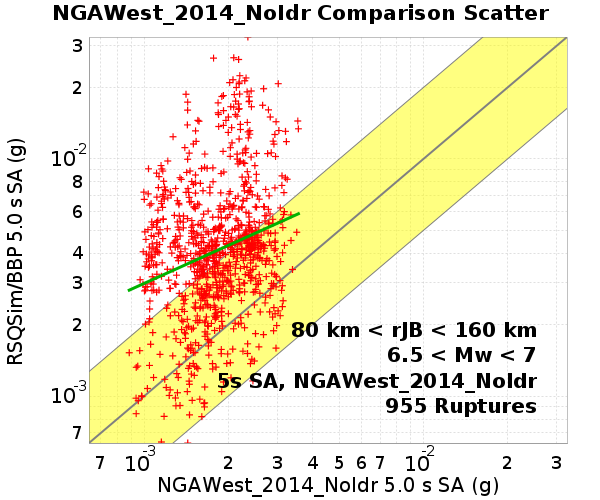 NGAWest_2014_NoIdr Comparison Scatter
RSQSim/BBP 5.0 s SA (g)
3
2
10-2
8
6
4
3
2
10-3
7
80 km < rJB < 160 km
6.5 < Mw < 7
5s SA, NGAWest_2014_NoIdr
955 Ruptures
7 10-3 2 3 4 5 6 7 10-2 2 3
NGAWest_2014_NoIdr 5.0 s SA (g)